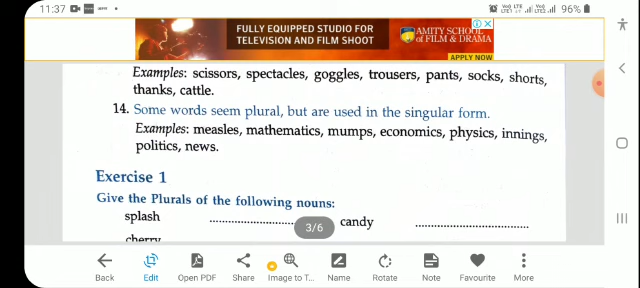 11:37
96%
FULLY EQUIPPED STUDIO FOR
TELEVISION AND FILM SHOOT
AMITY SCHOOL
of FILM & DRAMA
APPLY NOW
Examples: scissors, spectacles, goggles, trousers, pants, socks, shorts,
thanks, cattle.
14. Some words seem plural, but are used in the singular form.
Examples: measles, mathematics, mumps, economics, physics, innings,
politics, news.
Exercise 1
Give the Plurals of the following nouns:
splash .................... candy ....................
3/6
cherry
Back Edit Open PDF Share Image to T... Name Rotate Note Favourite More